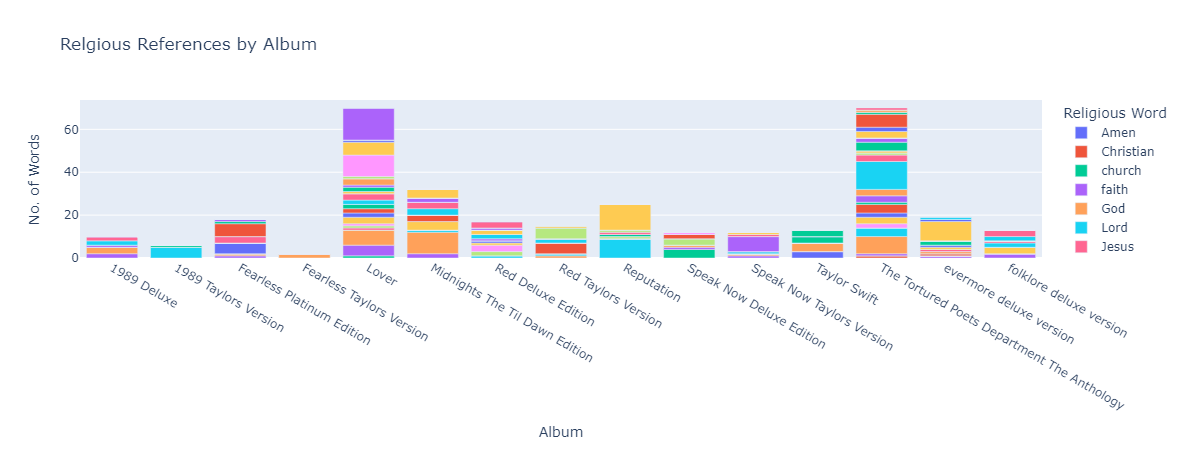 Relgious References by Album
No. of Words
60
40
20
0
1989 Deluxe
1989 Taylors Version
Fearless Platinum Edition
Fearless Taylors Version
Lover
Midnights The Til Dawn Edition
Red Deluxe Edition
Red Taylors Version
Reputation
Speak Now Deluxe Edition
Speak Now Taylors Version
Taylor Swift
The Tortured Poets Department The Anthology
evermore deluxe version
folklore deluxe version
Album
Religious Word
Amen
Christian
church
faith
God
Lord
Jesus